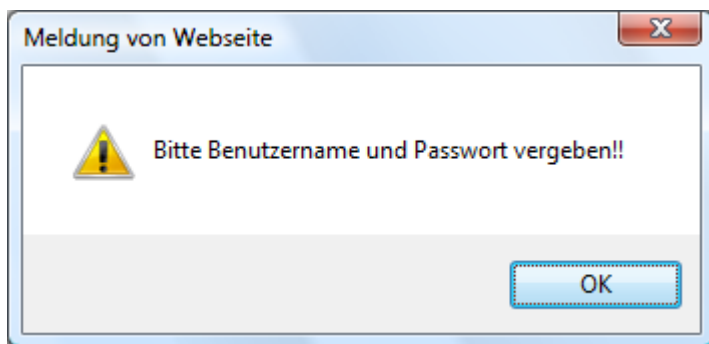 Meldung von Webseite
Bitte Benutzername und Passwort vergeben!!
OK